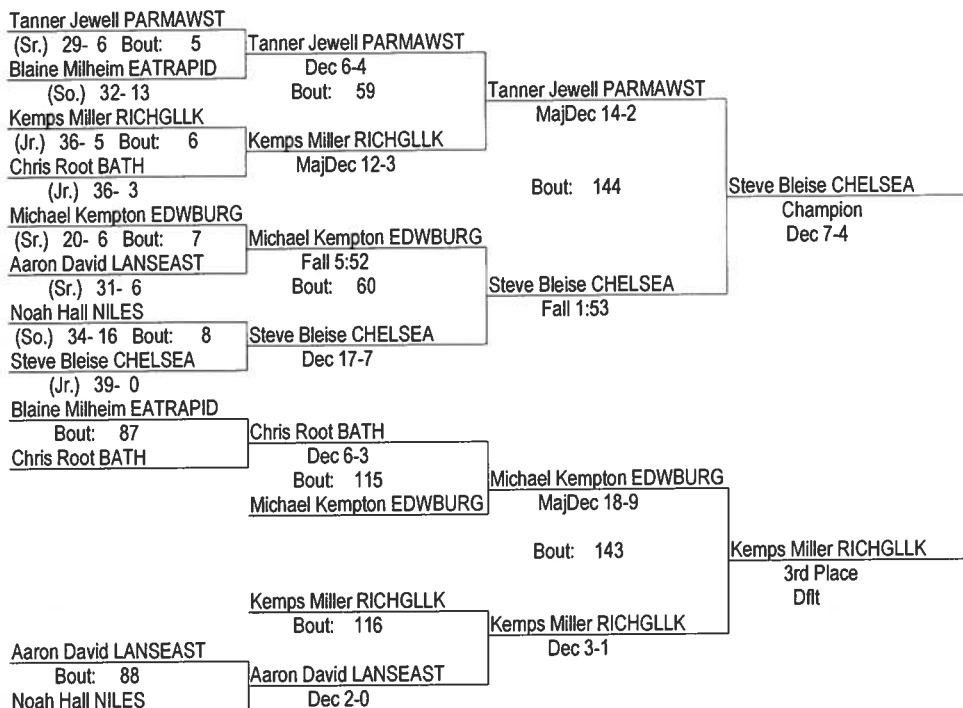 Tanner Jewell PARMAWST
(Sr.) 29- 6 Bout: 5
Blaine Milheim EATRAPID
(So.) 32- 13
Kemps Miller RICHGLLK
(Jr.) 36- 5 Bout: 6
Chris Root BATH
(Jr.) 36- 3
Michael Kempton EDWBURG
(Sr.) 20- 6 Bout: 7
Aaron David LANSEAST
(Sr.) 31- 6
Noah Hall NILES
(So.) 34- 16 Bout: 8
Steve Bleise CHELSEA
(Jr.) 39- 0
Tanner Jewell PARMAWST
Dec 6-4
Bout: 59
Kemps Miller RICHGLLK
MajDec 12-3
Michael Kempton EDWBURG
Fall 5:52
Bout: 60
Steve Bleise CHELSEA
Dec 17-7
Tanner Jewell PARMAWST
MajDec 14-2
Bout: 144
Steve Bleise CHELSEA
Fall 1:53
Steve Bleise CHELSEA
Champion
Dec 7-4
Blaine Milheim EATRAPID
Bout: 87
Chris Root BATH
Chris Root BATH
Dec 6-3
Bout: 115
Michael Kempton EDWBURG
Michael Kempton EDWBURG
MajDec 18-9
Bout: 143
Kemps Miller RICHGLLK
Bout: 116
Aaron David LANSEAST
Bout: 88
Noah Hall NILES
Aaron David LANSEAST
Dec 2-0
Kemps Miller RICHGLLK
Dec 3-1
Kemps Miller RICHGLLK
3rd Place
Dflt